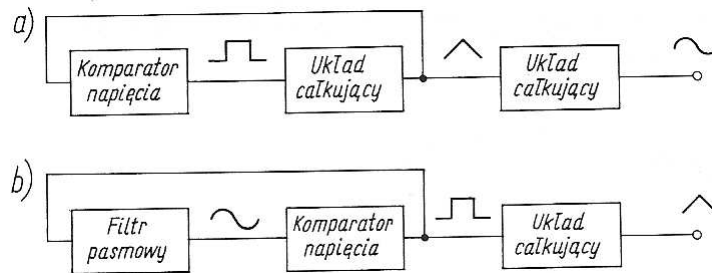 a)
Komparator
napięcia
Układ
całkujący
Układ
całkujący
b)
Filtr
pasmowy
Komparator
napięcia
Układ
całkujący